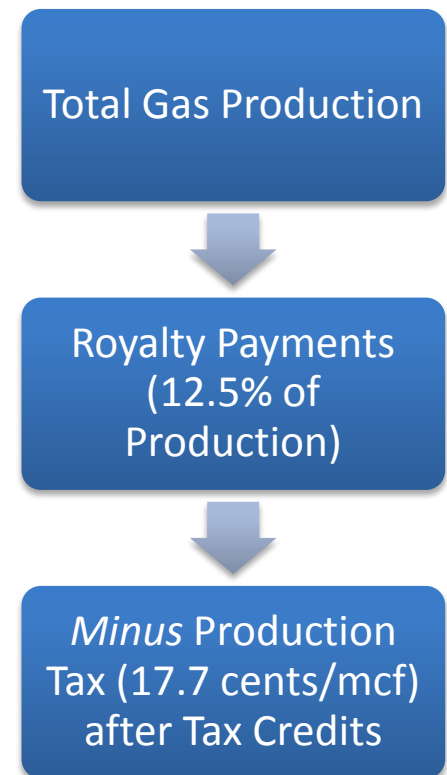 Total Gas Production
Royalty Payments
(12.5% of
Production)
Minus Production
Tax (17.7 cents/mcf)
after Tax Credits